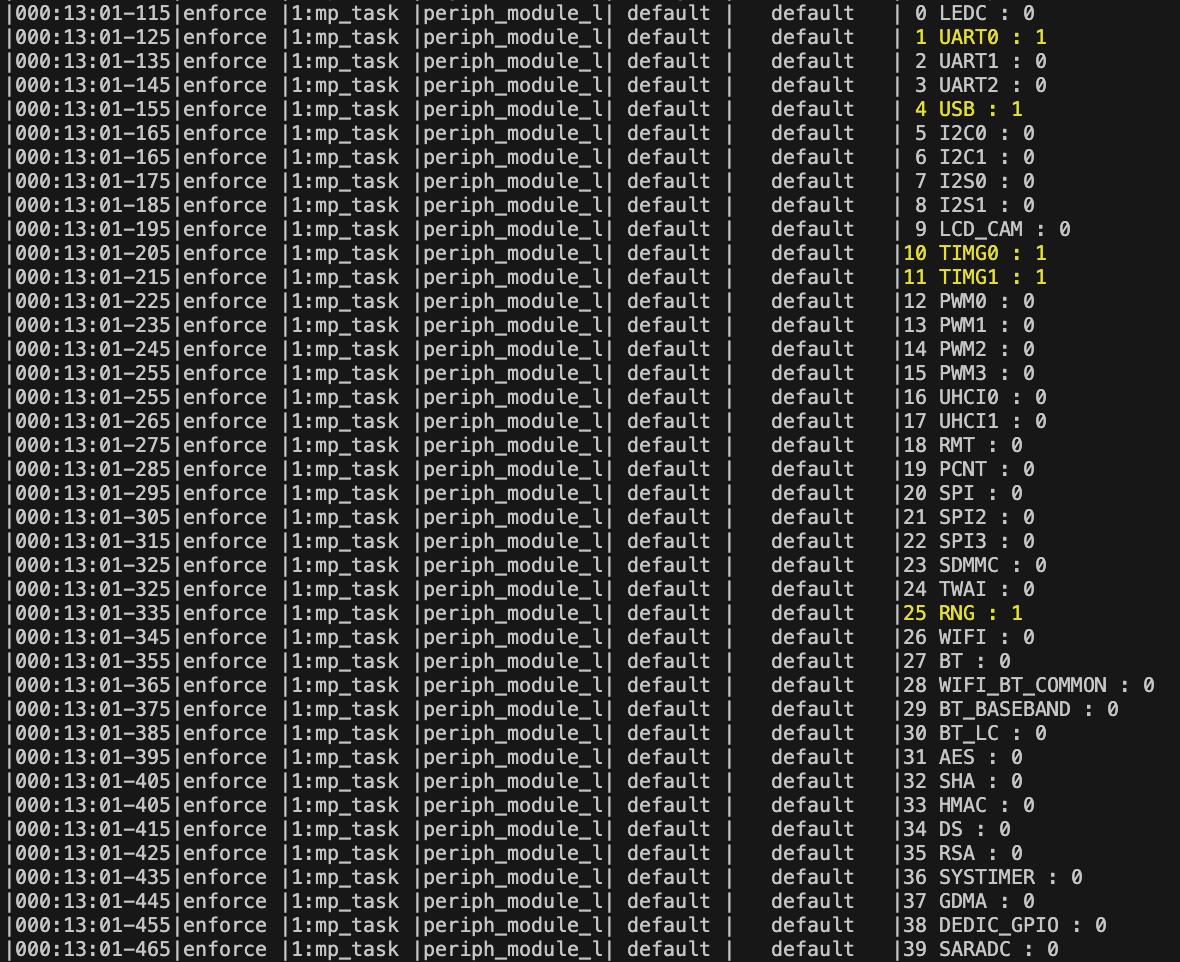 |000:13:01-115|enforce |1:mp_task |periph_module_l| default |   default   | 0 LEDC : 0
|000:13:01-125|enforce |1:mp_task |periph_module_l| default |   default   | 1 UART0 : 1
|000:13:01-135|enforce |1:mp_task |periph_module_l| default |   default   | 2 UART1 : 0
|000:13:01-145|enforce |1:mp_task |periph_module_l| default |   default   | 3 UART2 : 0
|000:13:01-155|enforce |1:mp_task |periph_module_l| default |   default   | 4 USB : 1
|000:13:01-165|enforce |1:mp_task |periph_module_l| default |   default   | 5 I2C0 : 0
|000:13:01-165|enforce |1:mp_task |periph_module_l| default |   default   | 6 I2C1 : 0
|000:13:01-175|enforce |1:mp_task |periph_module_l| default |   default   | 7 I2S0 : 0
|000:13:01-185|enforce |1:mp_task |periph_module_l| default |   default   | 8 I2S1 : 0
|000:13:01-195|enforce |1:mp_task |periph_module_l| default |   default   | 9 LCD_CAM : 0
|000:13:01-205|enforce |1:mp_task |periph_module_l| default |   default   |10 TIMG0 : 1
|000:13:01-215|enforce |1:mp_task |periph_module_l| default |   default   |11 TIMG1 : 1
|000:13:01-225|enforce |1:mp_task |periph_module_l| default |   default   |12 PWM0 : 0
|000:13:01-235|enforce |1:mp_task |periph_module_l| default |   default   |13 PWM1 : 0
|000:13:01-245|enforce |1:mp_task |periph_module_l| default |   default   |14 PWM2 : 0
|000:13:01-255|enforce |1:mp_task |periph_module_l| default |   default   |15 PWM3 : 0
|000:13:01-255|enforce |1:mp_task |periph_module_l| default |   default   |16 UHCI0 : 0
|000:13:01-265|enforce |1:mp_task |periph_module_l| default |   default   |17 UHCI1 : 0
|000:13:01-275|enforce |1:mp_task |periph_module_l| default |   default   |18 RMT : 0
|000:13:01-285|enforce |1:mp_task |periph_module_l| default |   default   |19 PCNT : 0
|000:13:01-295|enforce |1:mp_task |periph_module_l| default |   default   |20 SPI : 0
|000:13:01-305|enforce |1:mp_task |periph_module_l| default |   default   |21 SPI2 : 0
|000:13:01-315|enforce |1:mp_task |periph_module_l| default |   default   |22 SPI3 : 0
|000:13:01-325|enforce |1:mp_task |periph_module_l| default |   default   |23 SDMMC : 0
|000:13:01-325|enforce |1:mp_task |periph_module_l| default |   default   |24 TWAI : 0
|000:13:01-335|enforce |1:mp_task |periph_module_l| default |   default   |25 RNG : 1
|000:13:01-345|enforce |1:mp_task |periph_module_l| default |   default   |26 WIFI : 0
|000:13:01-355|enforce |1:mp_task |periph_module_l| default |   default   |27 BT : 0
|000:13:01-365|enforce |1:mp_task |periph_module_l| default |   default   |28 WIFI_BT_COMMON : 0
|000:13:01-375|enforce |1:mp_task |periph_module_l| default |   default   |29 BT_BASEBAND : 0
|000:13:01-385|enforce |1:mp_task |periph_module_l| default |   default   |30 BT_LC : 0
|000:13:01-395|enforce |1:mp_task |periph_module_l| default |   default   |31 AES : 0
|000:13:01-405|enforce |1:mp_task |periph_module_l| default |   default   |32 SHA : 0
|000:13:01-405|enforce |1:mp_task |periph_module_l| default |   default   |33 HMAC : 0
|000:13:01-415|enforce |1:mp_task |periph_module_l| default |   default   |34 DS : 0
|000:13:01-425|enforce |1:mp_task |periph_module_l| default |   default   |35 RSA : 0
|000:13:01-435|enforce |1:mp_task |periph_module_l| default |   default   |36 SYSTIMER : 0
|000:13:01-445|enforce |1:mp_task |periph_module_l| default |   default   |37 GDMA : 0
|000:13:01-455|enforce |1:mp_task |periph_module_l| default |   default   |38 DEDIC_GPIO : 0
|000:13:01-465|enforce |1:mp_task |periph_module_l| default |   default   |39 SARADC : 0